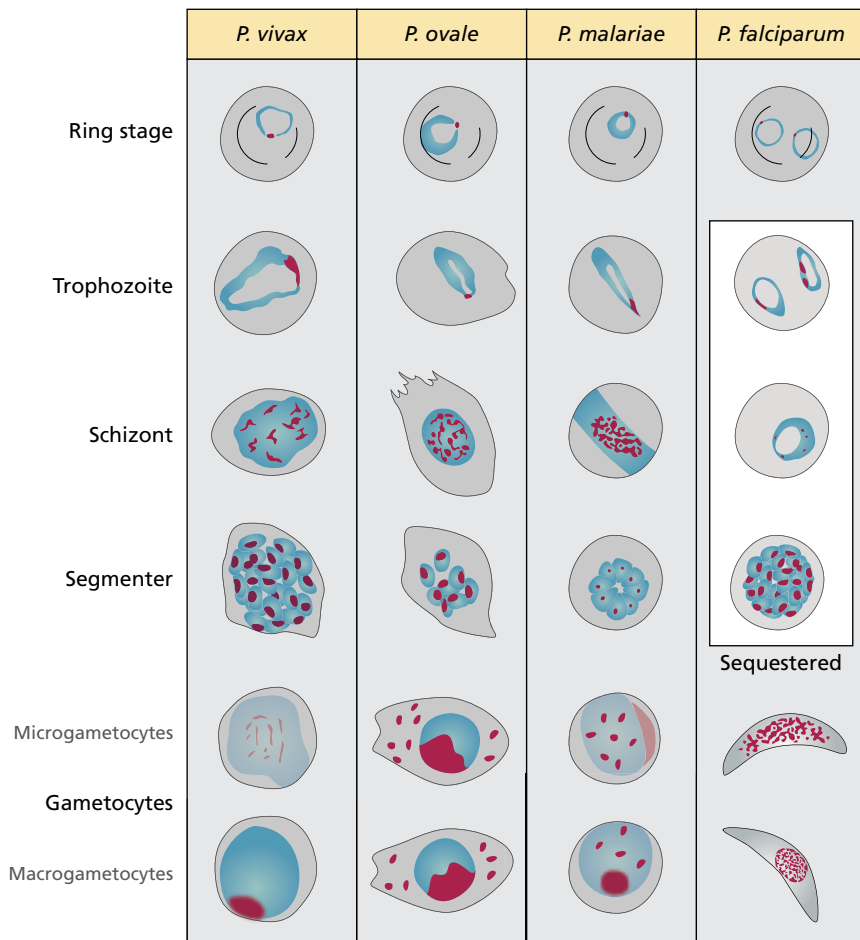 P. vivax
P. ovale
P. malariae
P. falciparum
Ring stage
Trophozoite
Schizont
Segmenter
Sequestered
Microgametocytes
Gametocytes
Macrogametocytes